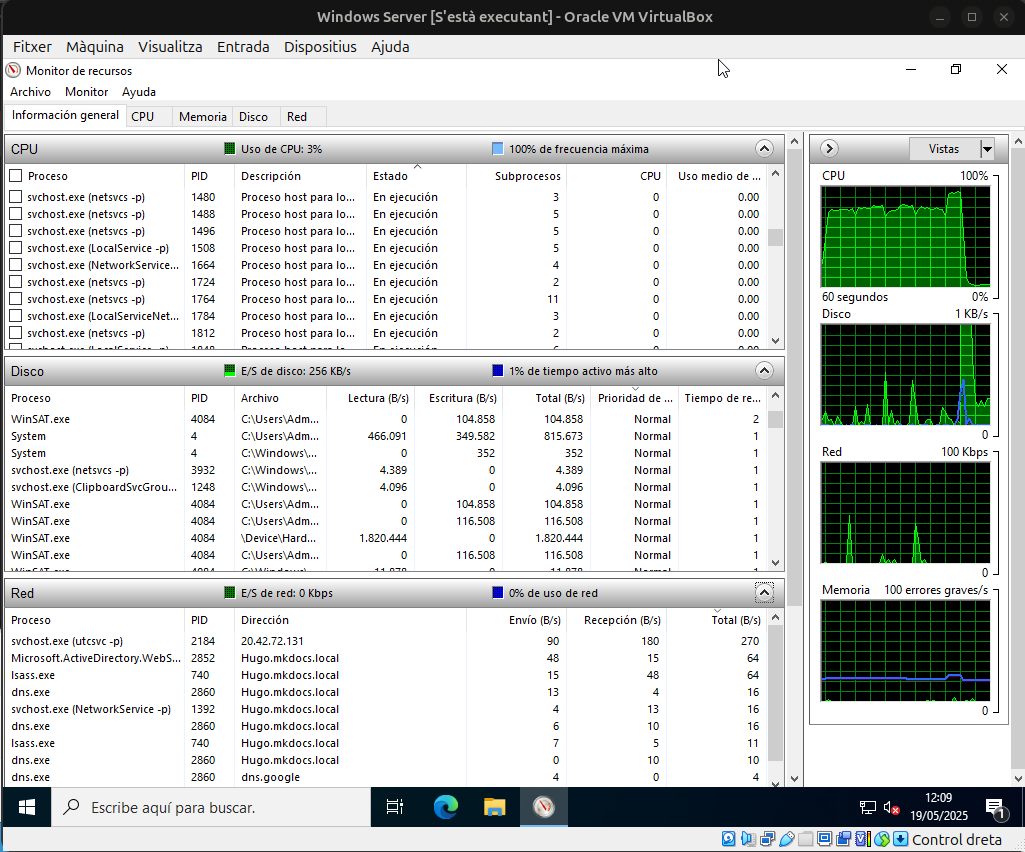 Windows Server [S'està executant] - Oracle VM VirtualBox
Fitxer Màquina Visualitza Entrada Dispositius Ajuda
Monitor de recursos
Archivo Monitor Ayuda
Información general CPU Memoria Disco Red
CPU Uso de CPU: 3% 100% de frecuencia máxima
Proceso PID Descripción Estado Subprocesos CPU Uso medio de ...
svchost.exe (netsvcs -p) 1480 Proceso host para lo... En ejecución 3 0 0.00
svchost.exe (netsvcs -p) 1488 Proceso host para lo... En ejecución 5 0 0.00
svchost.exe (netsvcs -p) 1496 Proceso host para lo... En ejecución 5 0 0.00
svchost.exe (LocalService -p) 1508 Proceso host para lo... En ejecución 5 0 0.00
svchost.exe (NetworkService... 1664 Proceso host para lo... En ejecución 4 0 0.00
svchost.exe (netsvcs -p) 1724 Proceso host para lo... En ejecución 2 0 0.00
svchost.exe (netsvcs -p) 1764 Proceso host para lo... En ejecución 11 0 0.00
svchost.exe (LocalServiceNet... 1784 Proceso host para lo... En ejecución 3 0 0.00
svchost.exe (netsvcs -p) 1812 Proceso host para lo... En ejecución 2 0 0.00
Disco E/S de disco: 256 KB/s 1% de tiempo activo más alto
Proceso PID Archivo Lectura (B/s) Escritura (B/s) Total (B/s) Prioridad de ... Tiempo de re...
WinSAT.exe 4084 C:\Users\Adm... 0 104.858 104.858 Normal 2
System 4 C:\Users\Adm... 466.091 349.582 815.673 Normal 1
System 4 C:\Windows\... 0 352 352 Normal 1
svchost.exe (netsvcs -p) 3932 C:\Windows\... 4.389 0 4.389 Normal 1
svchost.exe (ClipboardSvcGrou... 1248 C:\Windows\... 4.096 0 4.096 Normal 1
WinSAT.exe 4084 C:\Users\Adm... 0 104.858 104.858 Normal 1
WinSAT.exe 4084 C:\Users\Adm... 0 116.508 116.508 Normal 1
WinSAT.exe 4084 \Device\Hard... 1.820.444 0 1.820.444 Normal 1
WinSAT.exe 4084 C:\Users\Adm... 0 116.508 116.508 Normal 1
Red E/S de red: 0 Kbps 0% de uso de red
Proceso PID Dirección Envío (B/s) Recepción (B/s) Total (B/s)
svchost.exe (utcsvc -p) 2184 20.42.72.131 90 180 270
Microsoft.ActiveDirectory.WebS... 2852 Hugo.mkdocs.local 48 15 64
lsass.exe 740 Hugo.mkdocs.local 15 48 64
dns.exe 2860 Hugo.mkdocs.local 13 4 16
svchost.exe (NetworkService -p) 1392 Hugo.mkdocs.local 4 13 16
dns.exe 2860 Hugo.mkdocs.local 6 10 16
lsass.exe 740 Hugo.mkdocs.local 7 5 11
dns.exe 2860 Hugo.mkdocs.local 0 10 10
dns.exe 2860 dns.google 4 0 4
Vistas
CPU 100%
60 segundos 0%
Disco 1 KB/s
0
Red 100 Kbps
0
Memoria 100 errores graves/s
0
Escribe aquí para buscar.
12:09
19/05/2025
1
Control dreta